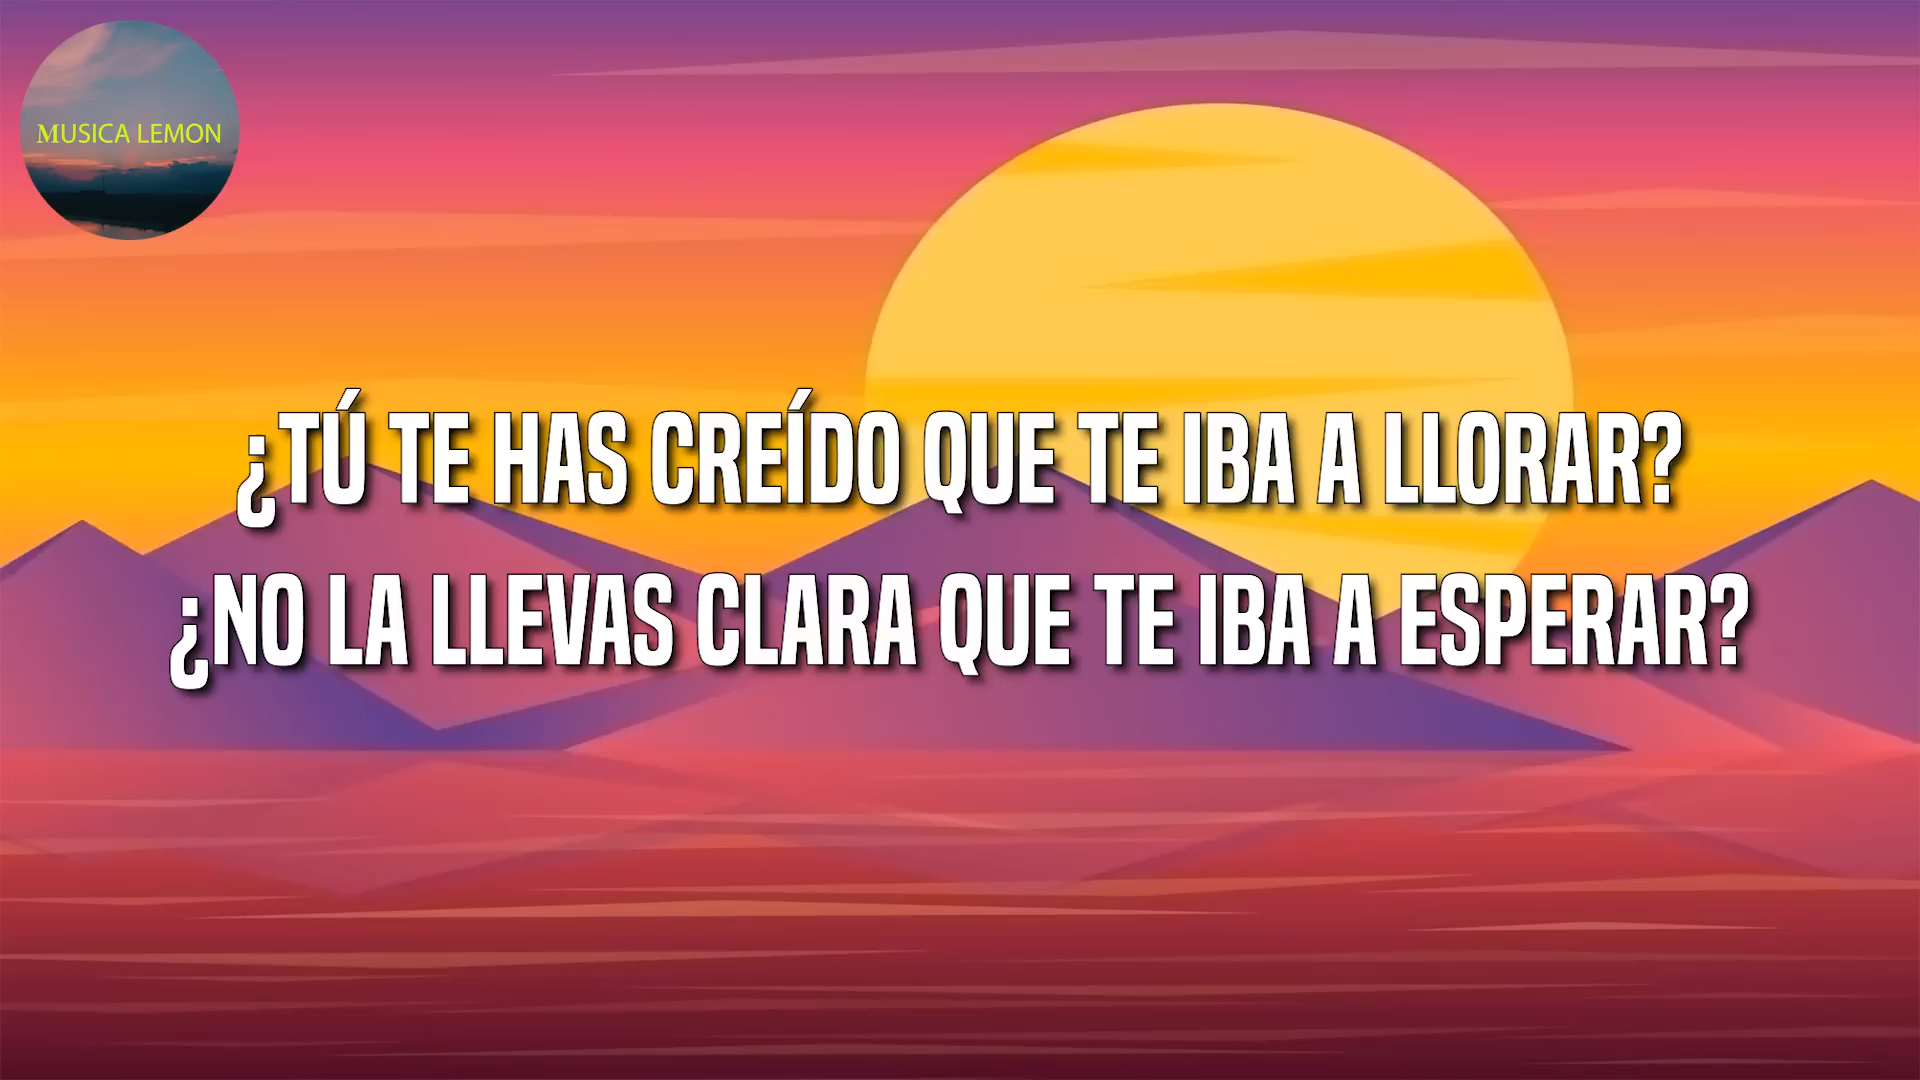 MUSICA LEMON
¿TÚ TE HAS CREÍDO QUE TE IBA A LLORAR?
¿NO LA LLEVAS CLARA QUE TE IBA A ESPERAR?